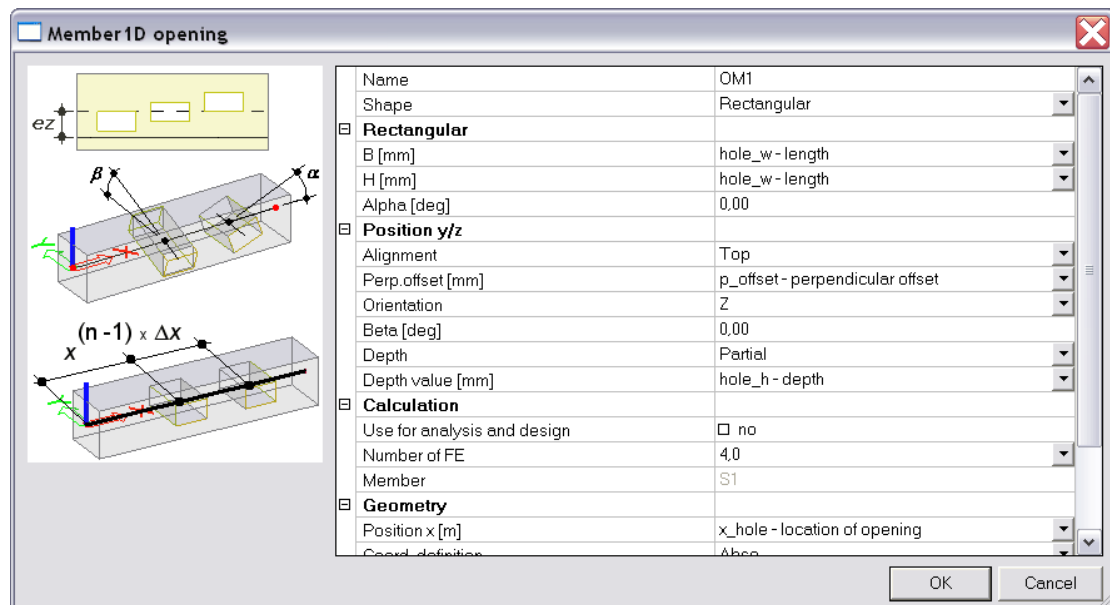 Member1D opening
ez
β
α
Y
X
(n -1) x Δx
x
Y
X
Name OM1
Shape Rectangular
Rectangular
B [mm] hole_w - length
H [mm] hole_w - length
Alpha [deg] 0,00
Position y/z
Alignment Top
Perp.offset [mm] p_offset - perpendicular offset
Orientation Z
Beta [deg] 0,00
Depth Partial
Depth value [mm] hole_h - depth
Calculation
Use for analysis and design no
Number of FE 4,0
Member S1
Geometry
Position x [m] x_hole - location of opening
Coord. definition Abso
OK Cancel